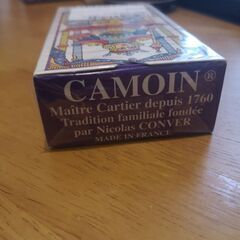 CAMOIN®
Maître Cartier depuis 1760
Tradition familiale fondée
par Nicolas CONVER
MADE IN FRANCE